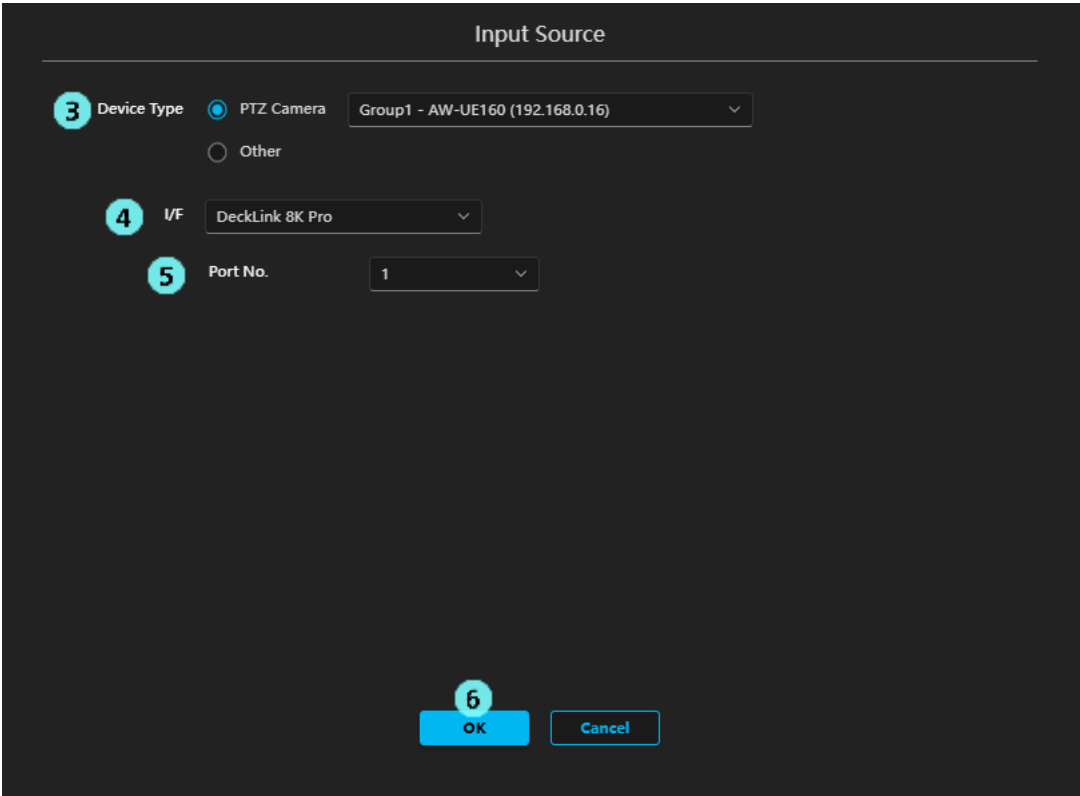 Input Source
3 Device Type PTZ Camera Group1 - AW-UE160 (192.168.0.16)
Other
4 I/F DeckLink 8K Pro
5 Port No. 1
6
OK Cancel